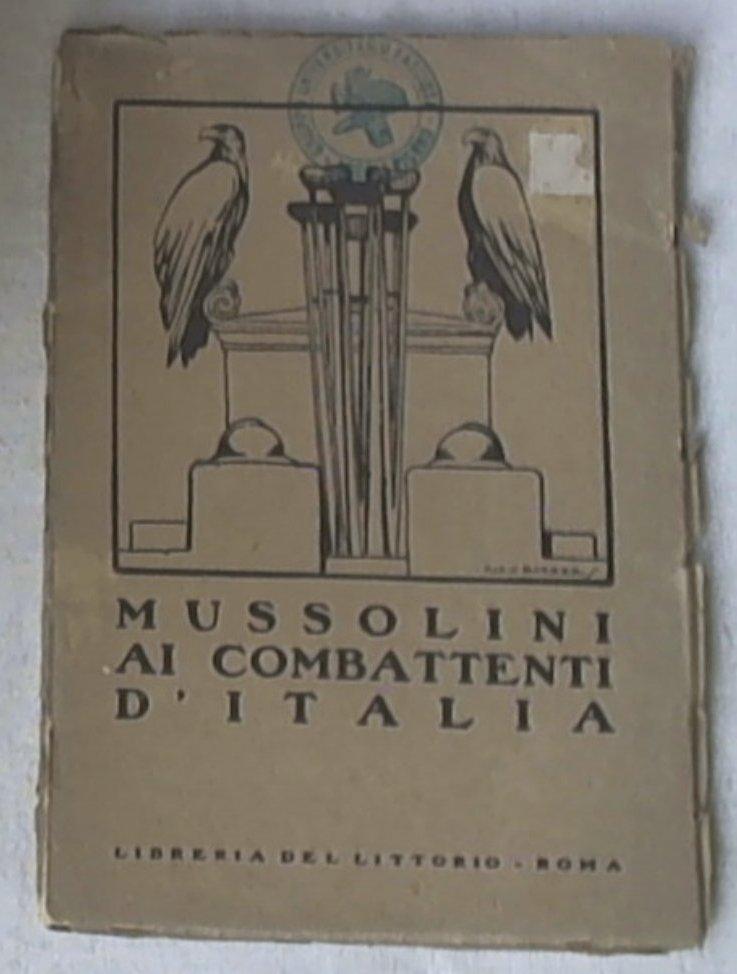 MUSSOLINI
AI COMBATTENTI
D'ITALIA
LIBRERIA DEL LITTORIO - ROMA